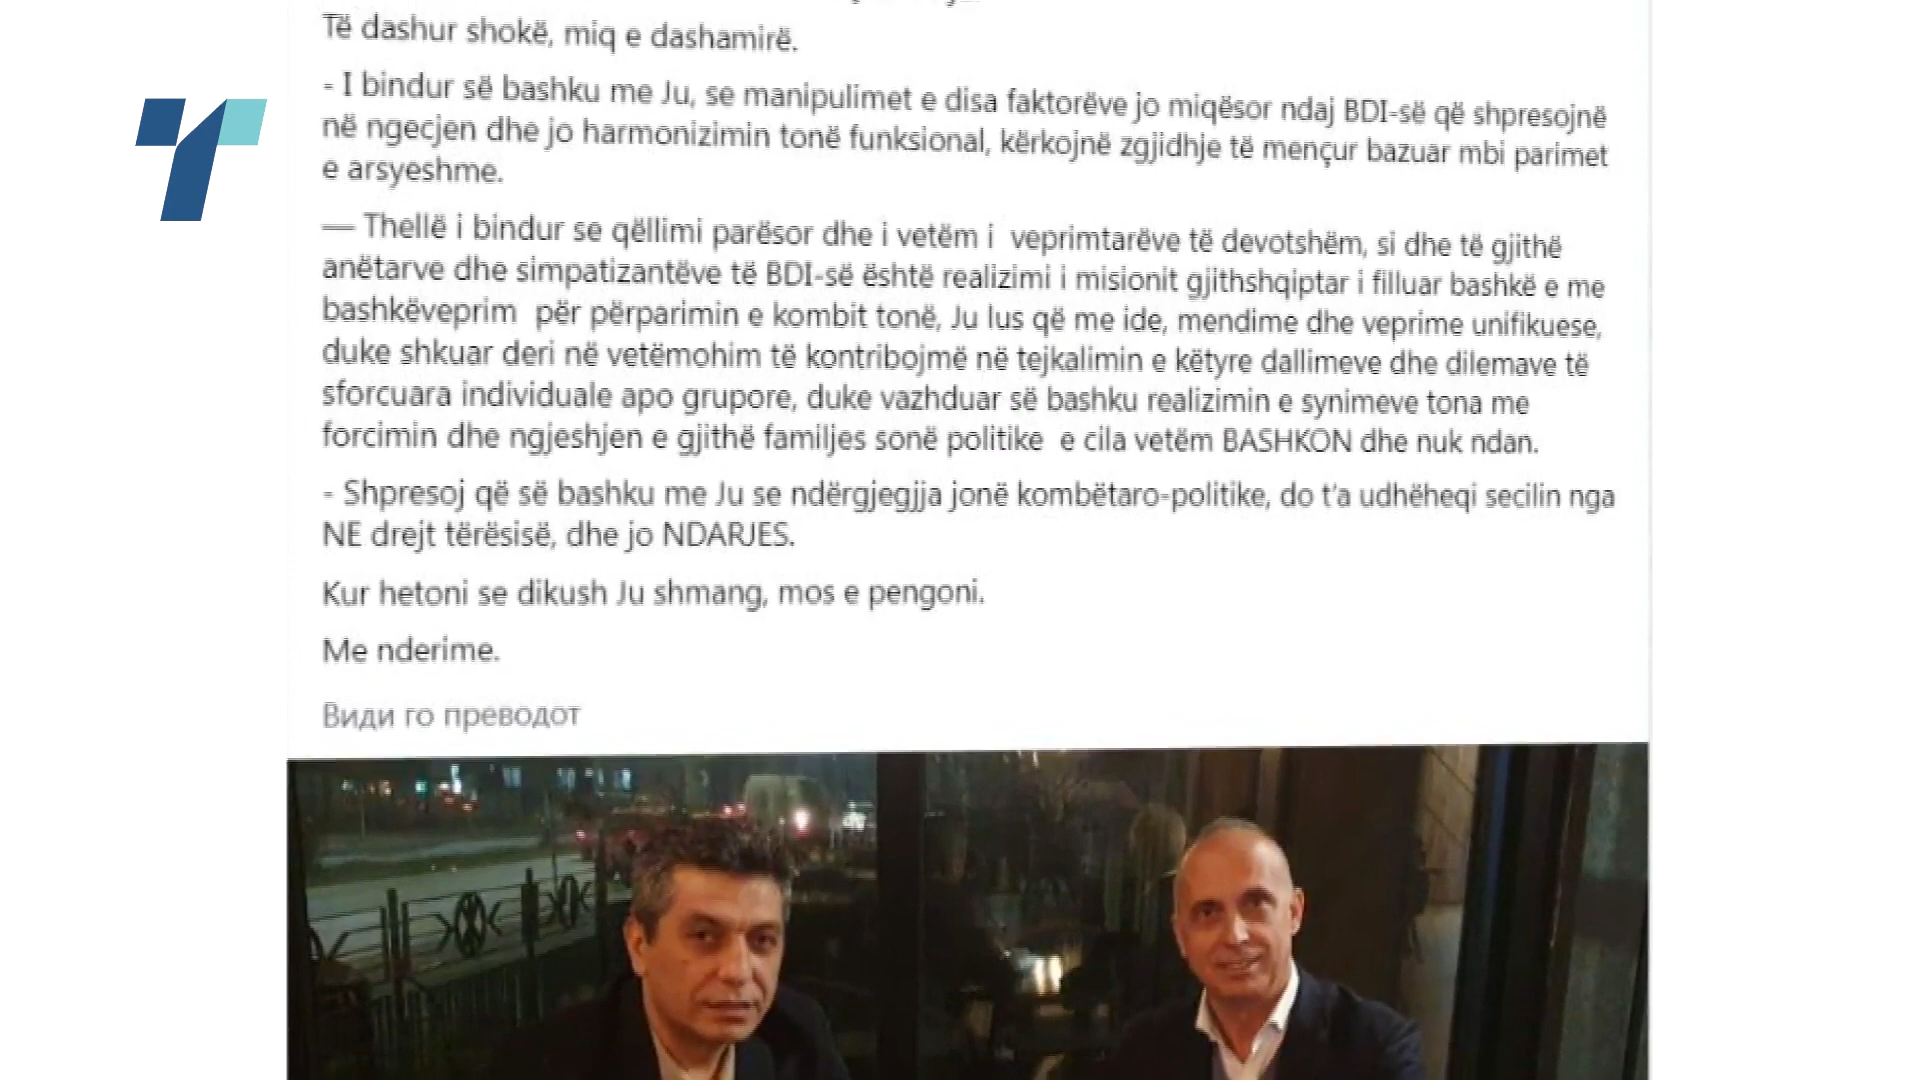 Të dashur shokë, miq e dashamirë.
- I bindur së bashku me Ju, se manipulimet e disa faktorëve jo miqësor ndaj BDI-së që shpresojnë
në ngecjen dhe jo harmonizimin tonë funksional, kërkojnë zgjidhje të mençur bazuar mbi parimet
e arsyeshme.
— Thellë i bindur se qëllimi parësor dhe i vetëm i veprimtarëve të devotshëm, si dhe të gjithë
anëtarve dhe simpatizantëve të BDI-së është realizimi i misionit gjithshqiptar i filluar bashkë e me
bashkëveprim për përparimin e kombit tonë, Ju lus që me ide, mendime dhe veprime unifikuese,
duke shkuar deri në vetëmohim të kontribojmë në tejkalimin e këtyre dallimeve dhe dilemave të
sforcuara individuale apo grupore, duke vazhduar së bashku realizimin e synimeve tona me
forcimin dhe ngjeshjen e gjithë familjes sonë politike e cila vetëm BASHKON dhe nuk ndan.
- Shpresoj që së bashku me Ju se ndërgjegjja jonë kombëtaro-politike, do t'a udhëheqi secilin nga
NE drejt tërësisë, dhe jo NDARJES.
Kur hetoni se dikush Ju shmang, mos e pengoni.
Me nderime.
Види го преводот